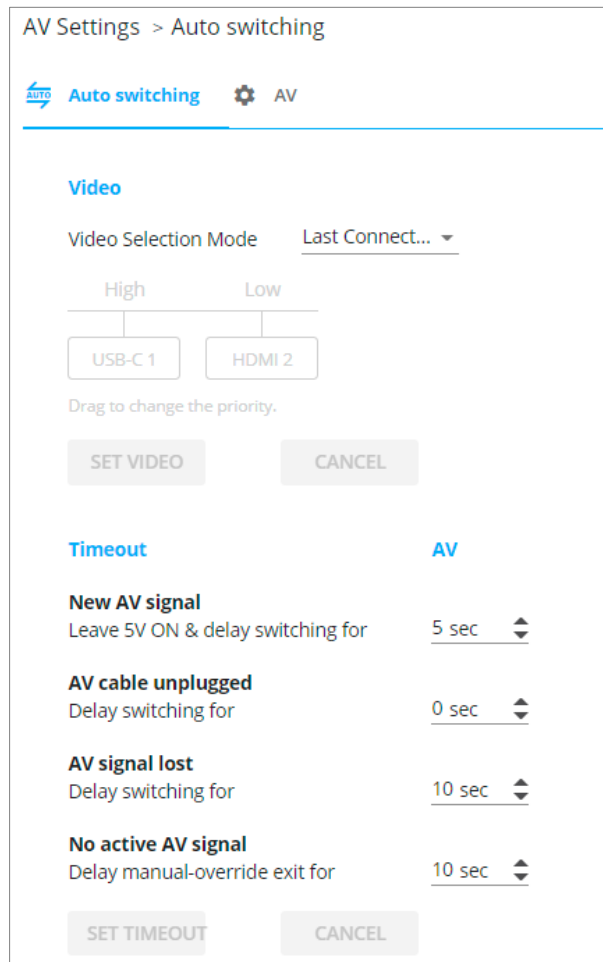 AV Settings > Auto switching
AUTO Auto switching AV
Video
Video Selection Mode Last Connect...
High Low
USB-C 1 HDMI 2
Drag to change the priority.
SET VIDEO CANCEL
Timeout AV
New AV signal
Leave 5V ON & delay switching for 5 sec
AV cable unplugged
Delay switching for 0 sec
AV signal lost
Delay switching for 10 sec
No active AV signal
Delay manual-override exit for 10 sec
SET TIMEOUT CANCEL